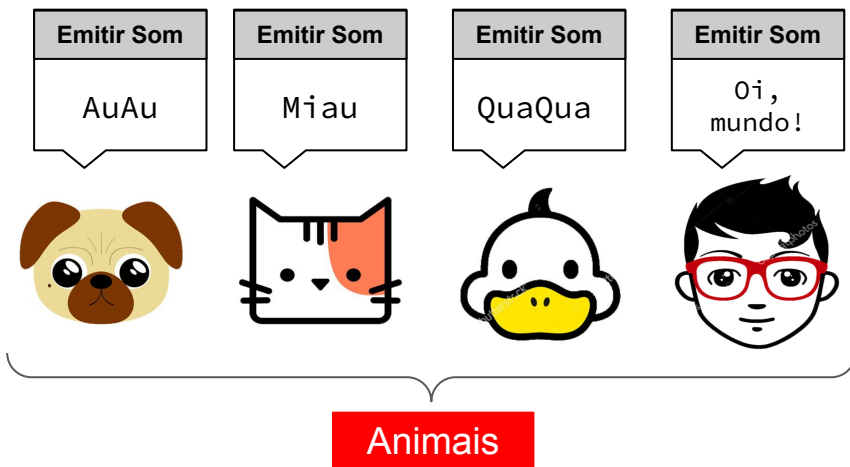 Emitir Som
AuAu
Emitir Som
Miau
Emitir Som
QuaQua
Emitir Som
Oi,
mundo!
Animais